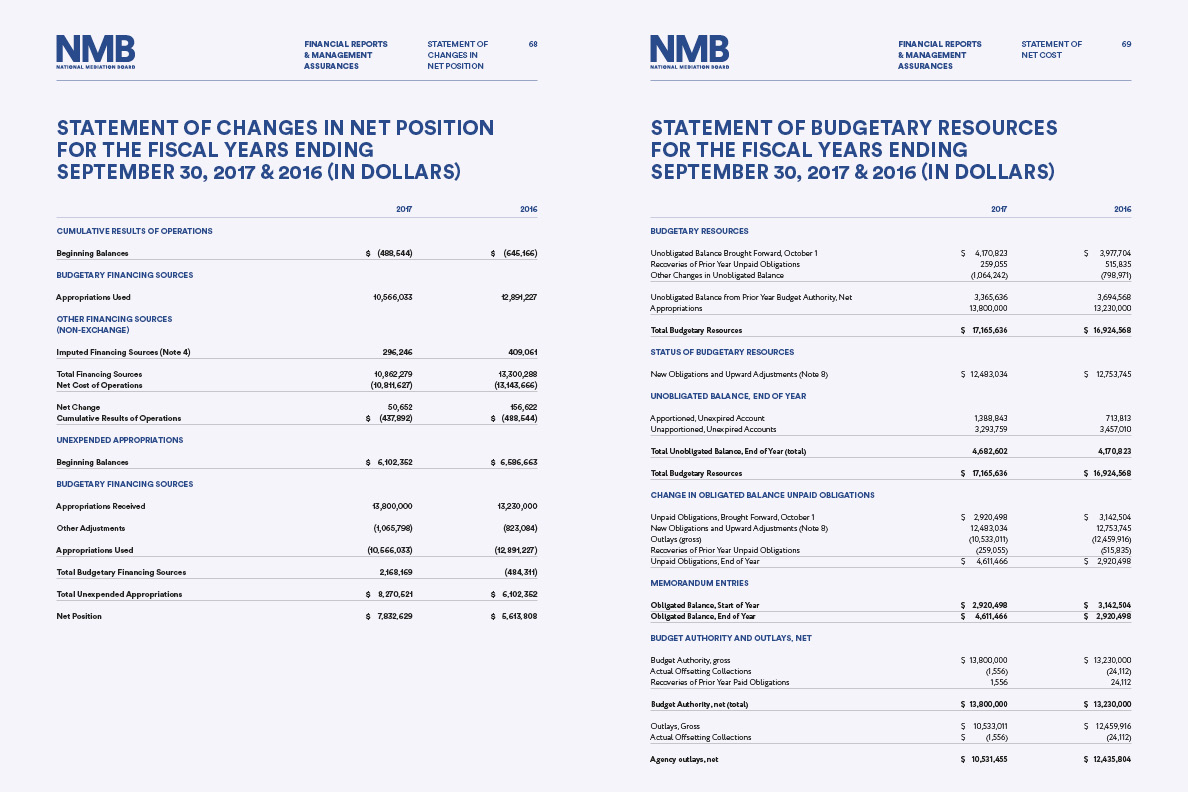 NMB
NATIONAL MEDIATION BOARD
FINANCIAL REPORTS
& MANAGEMENT
ASSURANCES
STATEMENT OF
CHANGES IN
NET POSITION
68
STATEMENT OF CHANGES IN NET POSITION
FOR THE FISCAL YEARS ENDING
SEPTEMBER 30, 2017 & 2016 (IN DOLLARS)
2017 2016
CUMULATIVE RESULTS OF OPERATIONS
Beginning Balances $ (488,544) $ (645,166)
BUDGETARY FINANCING SOURCES
Appropriations Used 10,566,033 12,891,227
OTHER FINANCING SOURCES
(NON-EXCHANGE)
Imputed Financing Sources (Note 4) 296,246 409,061
Total Financing Sources 10,862,279 13,300,288
Net Cost of Operations (10,811,627) (13,143,666)
Net Change 50,652 156,622
Cumulative Results of Operations $ (437,892) $ (488,544)
UNEXPENDED APPROPRIATIONS
Beginning Balances $ 6,102,352 $ 6,586,663
BUDGETARY FINANCING SOURCES
Appropriations Received 13,800,000 13,230,000
Other Adjustments (1,065,798) (823,084)
Appropriations Used (10,566,033) (12,891,227)
Total Budgetary Financing Sources 2,168,169 (484,311)
Total Unexpended Appropriations $ 8,270,521 $ 6,102,352
Net Position $ 7,832,629 $ 5,613,808
NMB
NATIONAL MEDIATION BOARD
FINANCIAL REPORTS
& MANAGEMENT
ASSURANCES
STATEMENT OF
NET COST
69
STATEMENT OF BUDGETARY RESOURCES
FOR THE FISCAL YEARS ENDING
SEPTEMBER 30, 2017 & 2016 (IN DOLLARS)
2017 2016
BUDGETARY RESOURCES
Unobligated Balance Brought Forward, October 1 $ 4,170,823 $ 3,977,704
Recoveries of Prior Year Unpaid Obligations 259,055 515,835
Other Changes in Unobligated Balance (1,064,242) (798,971)
Unobligated Balance from Prior Year Budget Authority, Net 3,365,636 3,694,568
Appropriations 13,800,000 13,230,000
Total Budgetary Resources $ 17,165,636 $ 16,924,568
STATUS OF BUDGETARY RESOURCES
New Obligations and Upward Adjustments (Note 8) $ 12,483,034 $ 12,753,745
UNOBLIGATED BALANCE, END OF YEAR
Apportioned, Unexpired Account 1,388,843 713,813
Unapportioned, Unexpired Accounts 3,293,759 3,457,010
Total Unobligated Balance, End of Year (total) 4,682,602 4,170,823
Total Budgetary Resources $ 17,165,636 $ 16,924,568
CHANGE IN OBLIGATED BALANCE UNPAID OBLIGATIONS
Unpaid Obligations, Brought Forward, October 1 $ 2,920,498 $ 3,142,504
New Obligations and Upward Adjustments (Note 8) 12,483,034 12,753,745
Outlays (gross) (10,533,011) (12,459,916)
Recoveries of Prior Year Unpaid Obligations (259,055) (515,835)
Unpaid Obligations, End of Year $ 4,611,466 $ 2,920,498
MEMORANDUM ENTRIES
Obligated Balance, Start of Year $ 2,920,498 $ 3,142,504
Obligated Balance, End of Year $ 4,611,466 $ 2,920,498
BUDGET AUTHORITY AND OUTLAYS, NET
Budget Authority, gross $ 13,800,000 $ 13,230,000
Actual Offsetting Collections (1,556) (24,112)
Recoveries of Prior Year Paid Obligations 1,556 24,112
Budget Authority, net (total) $ 13,800,000 $ 13,230,000
Outlays, Gross $ 10,533,011 $ 12,459,916
Actual Offsetting Collections $ (1,556) (24,112)
Agency outlays, net $ 10,531,455 $ 12,435,804